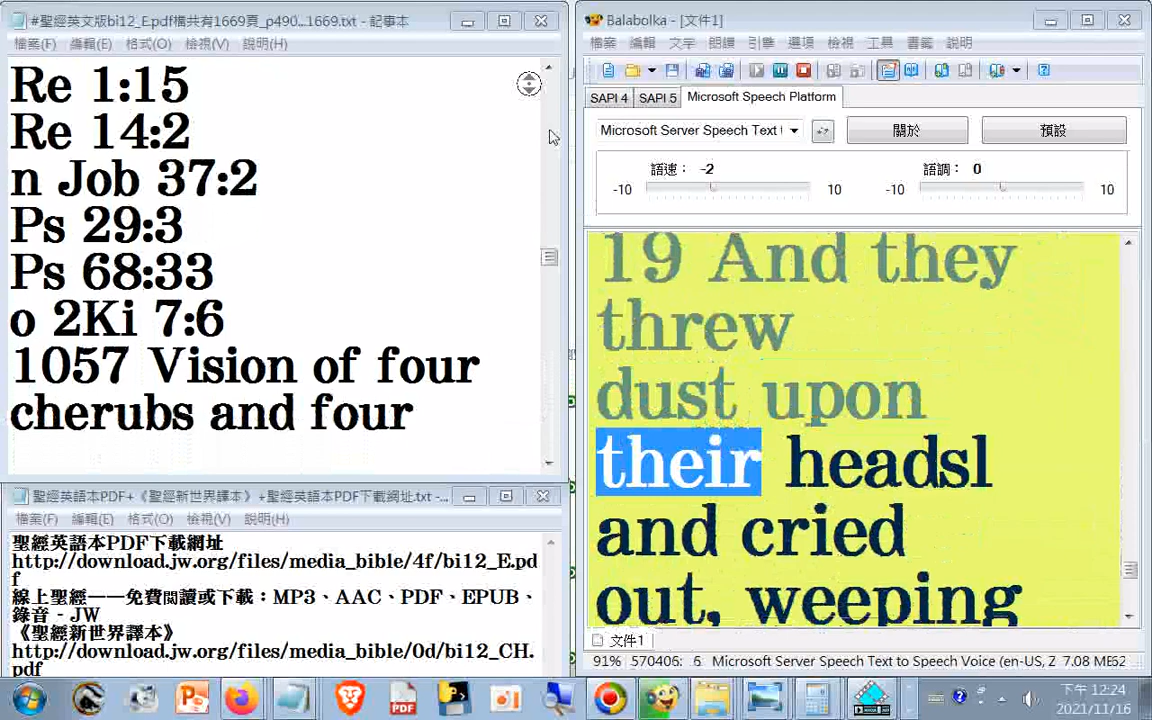 #聖經英文版bi12_E.pdf檔共有1669頁_p490...1669.txt - 記事本
檔案(F) 編輯(E) 格式(O) 檢視(V) 說明(H)
Re 1:15
Re 14:2
n Job 37:2
Ps 29:3
Ps 68:33
o 2Ki 7:6
1057 Vision of four
cherubs and four
聖經英語本PDF+《聖經新世界譯本》+聖經英語本PDF下載網址.txt -...
檔案(F) 編輯(E) 格式(O) 檢視(V) 說明(H)
聖經英語本PDF下載網址
http://download.jw.org/files/media_bible/4f/bi12_E.pd
f
線上聖經——免費閱讀或下載：MP3、AAC、PDF、EPUB、
錄音 - JW
《聖經新世界譯本》
http://download.jw.org/files/media_bible/0d/bi12_CH.
pdf
Balabolka - [文件1]
檔案 編輯 文字 朗讀 引擎 選項 檢視 工具 書籤 說明
SAPI 4 SAPI 5 Microsoft Speech Platform
Microsoft Server Speech Text 關於 預設
語速： -2 語調： 0
-10 10 -10 10
19 And they
threw
dust upon
their headsl
and cried
out, weeping
文件1
91% 570406: 6 Microsoft Server Speech Text to Speech Voice (en-US, Z 7.08 ME
下午 12:24
2021/11/16